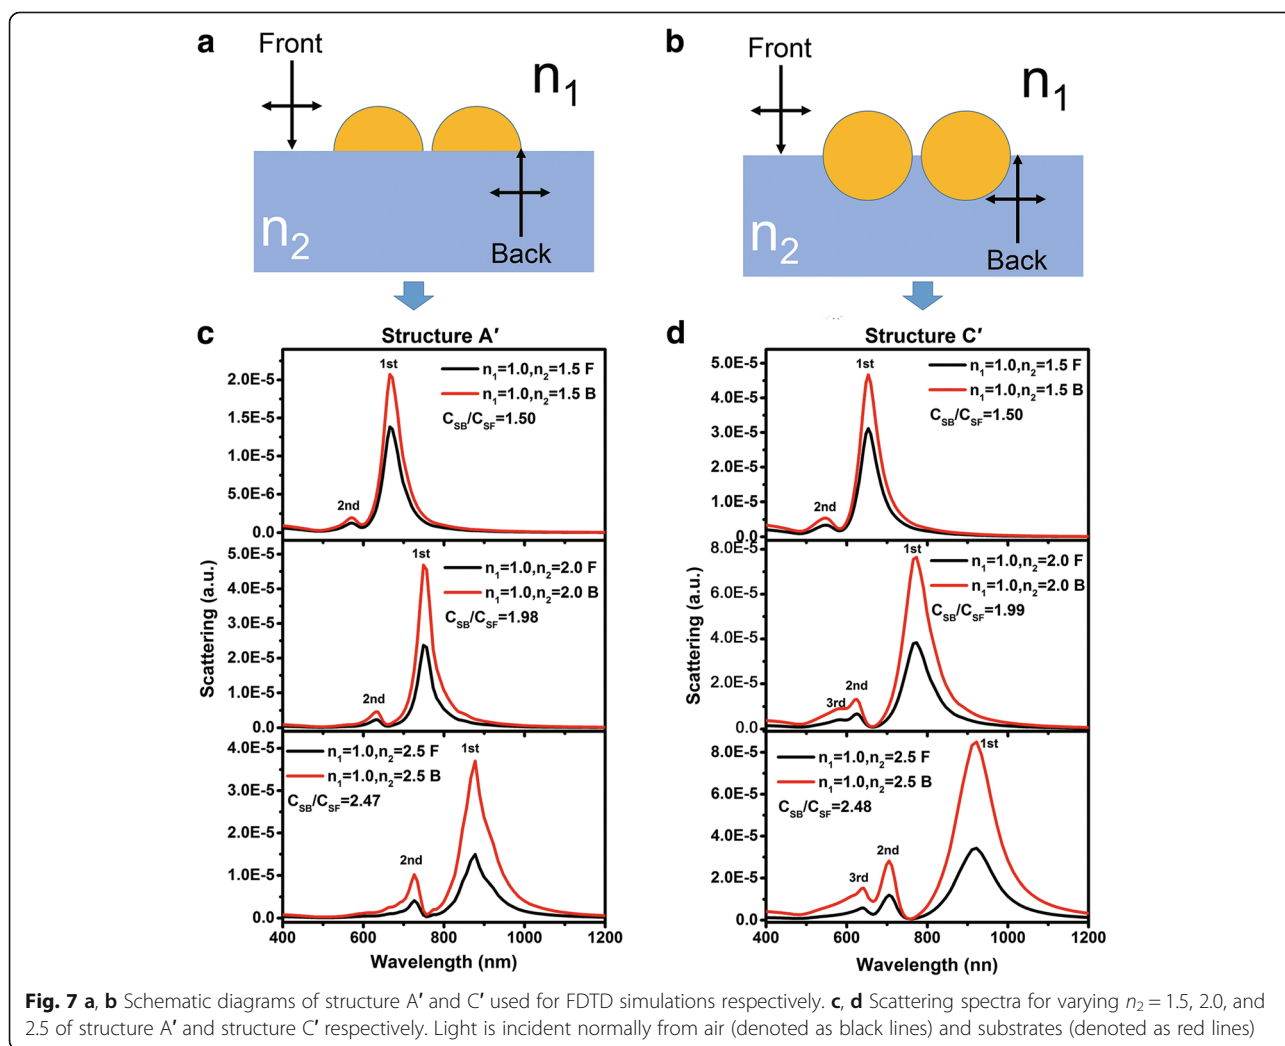 a
Front
n1
n2
Back
b
Front
n1
n2
Back
c
Structure A′
2.0E-5
1.5E-5
1.0E-5
5.0E-6
0.0
1st
2nd
n1=1.0,n2=1.5 F
n1=1.0,n2=1.5 B
CSB/CSF=1.50
5.0E-5
4.0E-5
5.0E-5
2.0E-5
1.0E-5
0.0
1st
2nd
n1=1.0,n2=2.0 F
n1=1.0,n2=2.0 B
CSB/CSF=1.98
4.0E-5
3.0E-5
1.0E-5
1.0E-5
0.0
1st
2nd
n1=1.0,n2=2.5 F
n1=1.0,n2=2.5 B
CSB/CSF=2.47
Scattering (a.u.)
400 600 800 1000 1200
Wavelength (nm)
d
Structure C′
5.0E-5
4.0E-5
3.0E-5
2.0E-5
1.0E-5
0.0
1st
2nd
n1=1.0,n2=1.5 F
n1=1.0,n2=1.5 B
CSB/CSF=1.50
8.0E-5
6.0E-5
4.0E-5
2.0E-5
0.0
1st
2nd
3rd
n1=1.0,n2=2.0 F
n1=1.0,n2=2.0 B
CSB/CSF=1.99
8.0E-5
6.0E-5
4.0E-5
2.0E-5
0.0
1st
2nd
3rd
n1=1.0,n2=2.5 F
n1=1.0,n2=2.5 B
CSB/CSF=2.48
Scattering (a.u.)
400 600 800 1000 1200
Wavelength (nn)
Fig. 7 a, b Schematic diagrams of structure A′ and C′ used for FDTD simulations respectively. c, d Scattering spectra for varying n2 = 1.5, 2.0, and
2.5 of structure A′ and structure C′ respectively. Light is incident normally from air (denoted as black lines) and substrates (denoted as red lines)